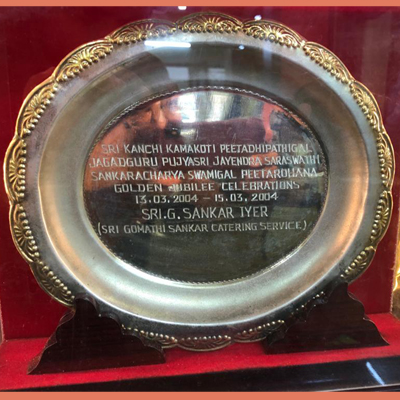 SRI KANCHI KAMAKOTI PEETADHIPATHIGAL
JAGADGURU PUJYASRI JAYENDRA SARASWATHI
SANKARACHARYA SWAMIGAL PEETAROHANA
GOLDEN JUBILEE CELEBRATIONS
13.03.2004 - 15.03.2004
SRI.G. SANKAR IYER
(SRI GOMATHI SANKAR CATERING SERVICE)